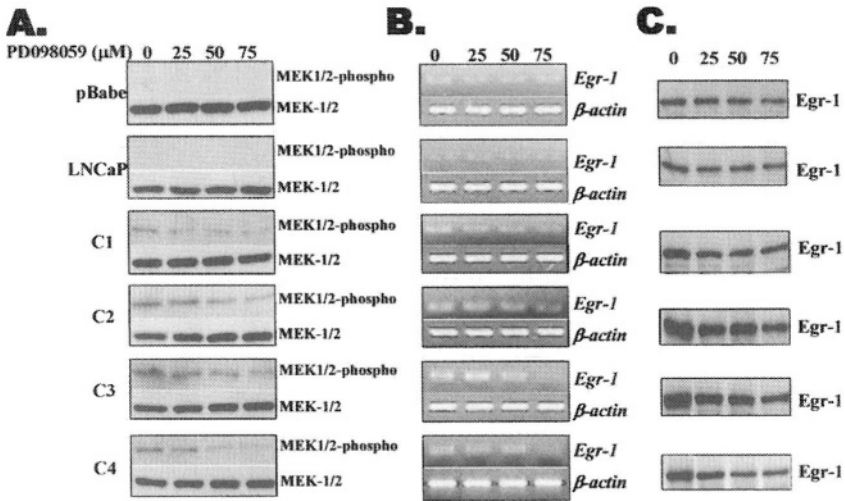 A.
PD098059 (μM) 0 25 50 75
pBabe
MEK1/2-phospho
MEK-1/2
LNCaP
MEK1/2-phospho
MEK-1/2
C1
MEK1/2-phospho
MEK-1/2
C2
MEK1/2-phospho
MEK-1/2
C3
MEK1/2-phospho
MEK-1/2
C4
MEK1/2-phospho
MEK-1/2
B.
0 25 50 75
Egr-1
β-actin
Egr-1
β-actin
Egr-1
β-actin
Egr-1
β-actin
Egr-1
β-actin
Egr-1
β-actin
C.
0 25 50 75
Egr-1
Egr-1
Egr-1
Egr-1
Egr-1
Egr-1